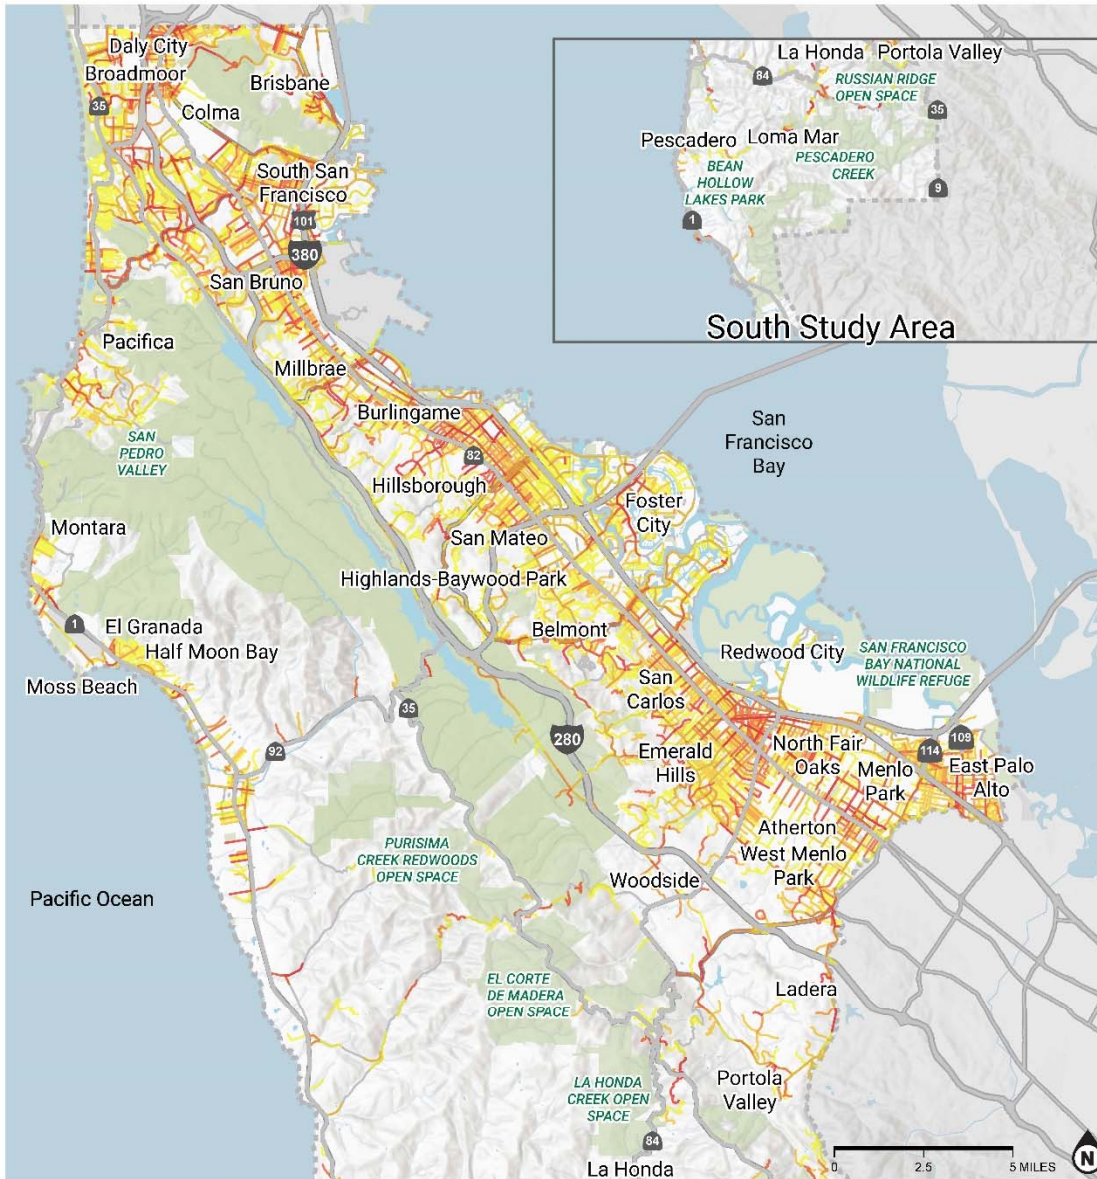 Daly City
Broadmoor
35
Brisbane
Colma
South San
Francisco
101
380
San Bruno
Pacifica
Millbrae
Burlingame
SAN
PEDRO
VALLEY
82
Hillsborough
San
Francisco
Bay
Foster
City
Montara
San Mateo
Highlands-Baywood Park
1
El Granada
Half Moon Bay
Moss Beach
Belmont
Redwood City
SAN FRANCISCO
BAY NATIONAL
WILDLIFE REFUGE
San
Carlos
35
92
280
Emerald
Hills
North Fair
Oaks
Menlo
Park
114
109
East Palo
Alto
Atherton
West Menlo
Park
PURISIMA
CREEK REDWOODS
OPEN SPACE
Woodside
Pacific Ocean
EL CORTE
DE MADERA
OPEN SPACE
Ladera
LA HONDA
CREEK OPEN
SPACE
Portola
Valley
84
La Honda
La Honda
Portola Valley
84
RUSSIAN RIDGE
OPEN SPACE
35
Pescadero
Loma Mar
BEAN
HOLLOW
LAKES PARK
PESCADERO
CREEK
9
1
South Study Area
0
2.5
5 MILES
N